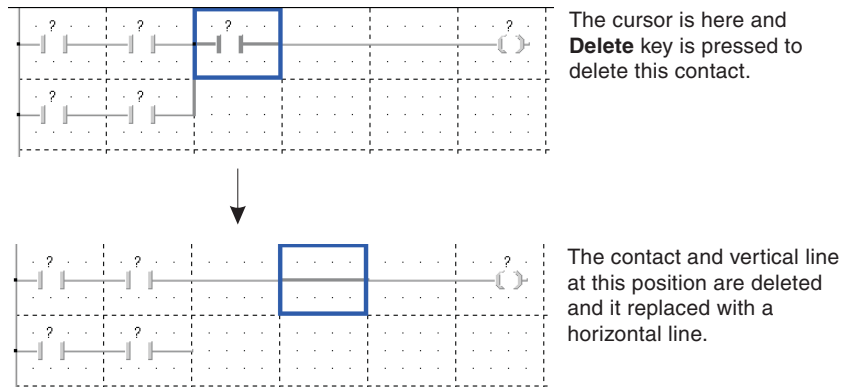 ? ? ? ?
The cursor is here and
Delete key is pressed to
delete this contact.
? ?
? ? ?
The contact and vertical line
at this position are deleted
and it replaced with a
horizontal line.
? ?